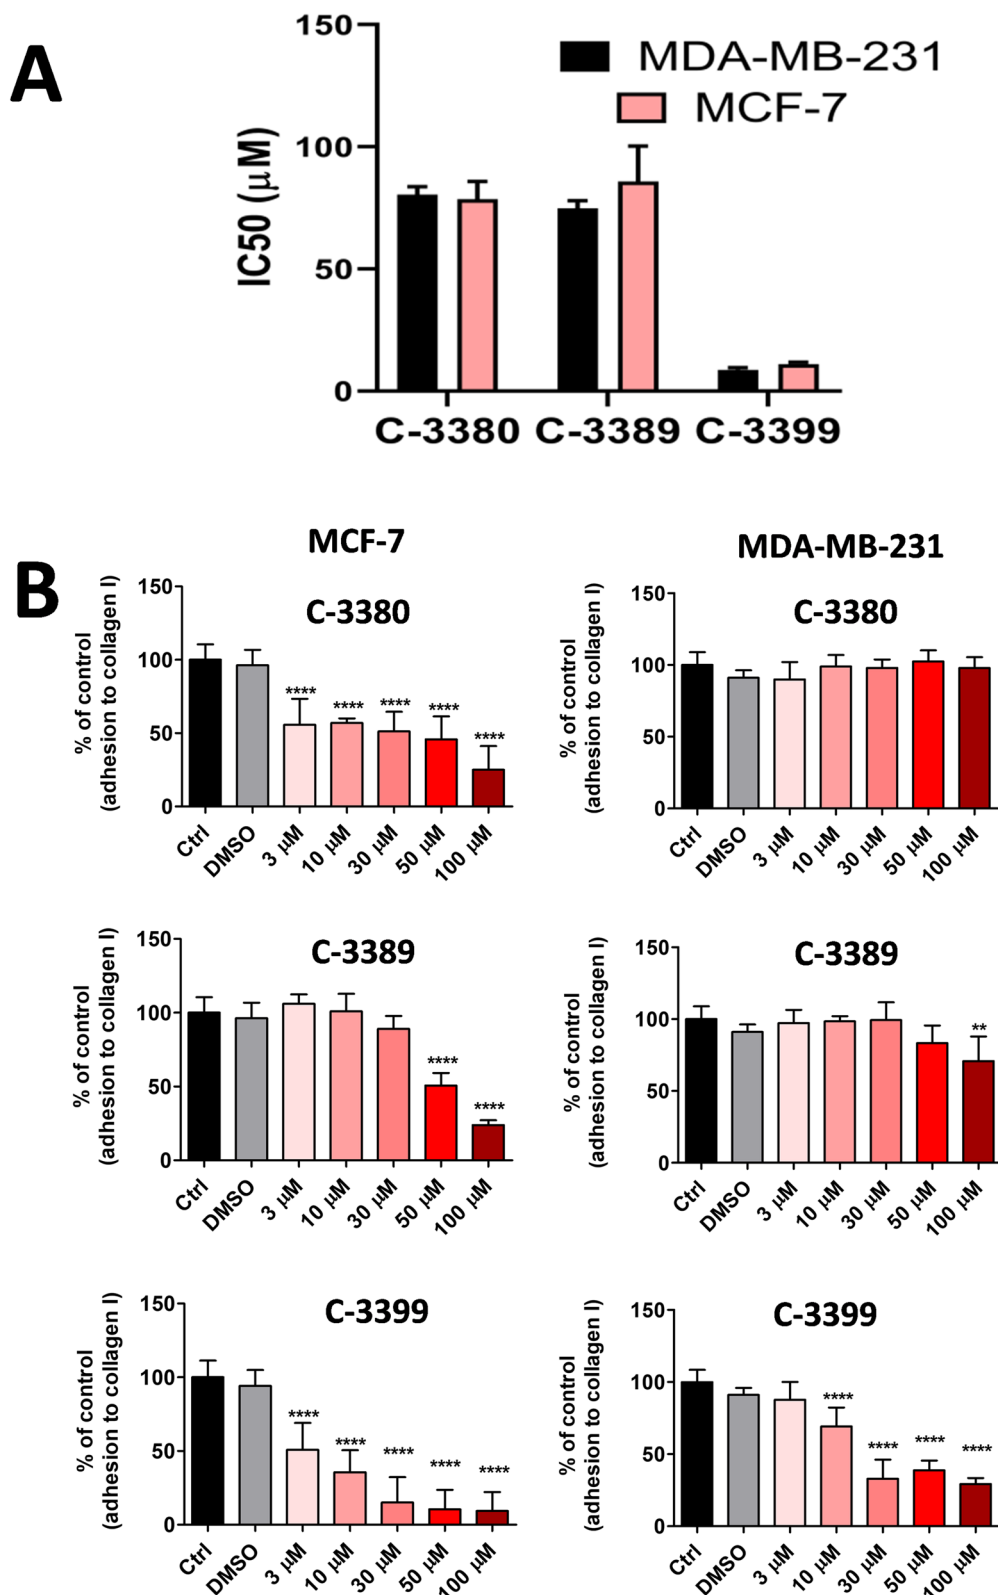 A
150
100
50
0
IC50 (μM)
MDA-MB-231
MCF-7
C-3380 C-3389 C-3399
B
MCF-7
MDA-MB-231
C-3380
% of control
(adhesion to collagen I)
150
100
50
0
**** **** **** **** ****
Ctrl DMSO 3 μM 10 μM 30 μM 50 μM 100 μM
C-3380
% of control
(adhesion to collagen I)
150
100
50
0
Ctrl DMSO 3 μM 10 μM 30 μM 50 μM 100 μM
C-3389
% of control
(adhesion to collagen I)
150
100
50
0
**** ****
Ctrl DMSO 3 μM 10 μM 30 μM 50 μM 100 μM
C-3389
% of control
(adhesion to collagen I)
150
100
50
0
**
Ctrl DMSO 3 μM 10 μM 30 μM 50 μM 100 μM
C-3399
% of control
(adhesion to collagen I)
150
100
50
0
**** **** **** **** ****
Ctrl DMSO 3 μM 10 μM 30 μM 50 μM 100 μM
C-3399
% of control
(adhesion to collagen I)
150
100
50
0
**** **** **** ****
Ctrl DMSO 3 μM 10 μM 30 μM 50 μM 100 μM